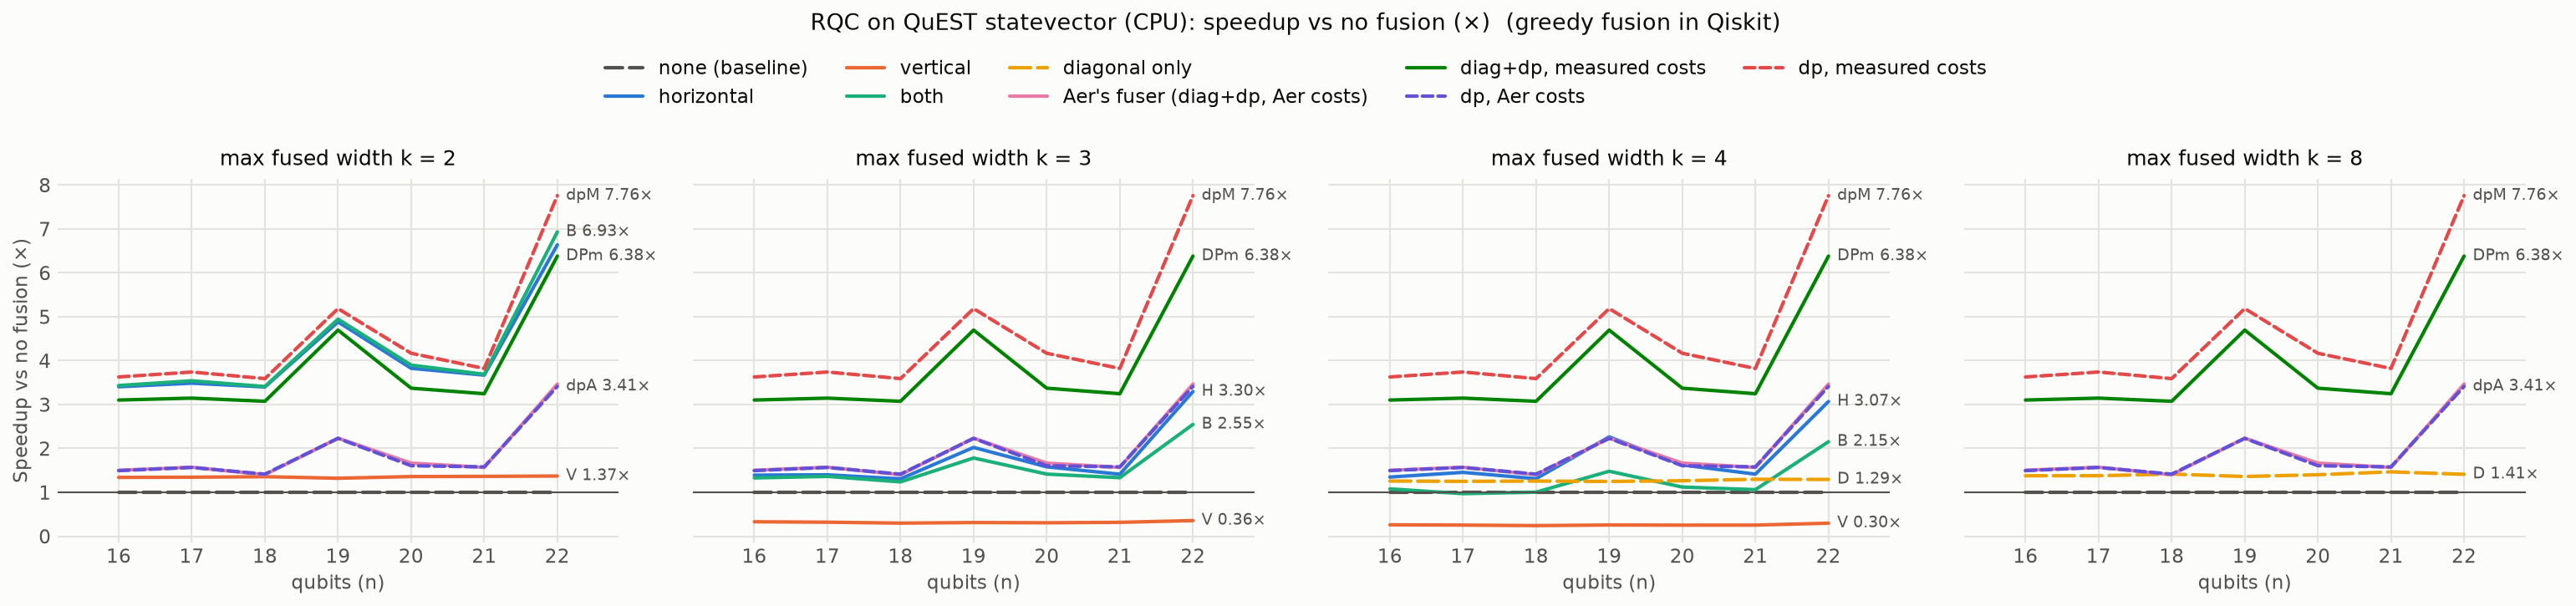 RQC on QuEST statevector (CPU): speedup vs no fusion (×)  (greedy fusion in Qiskit)
none (baseline)
horizontal
vertical
both
diagonal only
Aer's fuser (diag+dp, Aer costs)
diag+dp, measured costs
dp, Aer costs
dp, measured costs
Speedup vs no fusion (×)
max fused width k = 2
8
7
6
5
4
3
2
1
0
dpM 7.76×
B 6.93×
DPm 6.38×
dpA 3.41×
V 1.37×
16 17 18 19 20 21 22
qubits (n)
max fused width k = 3
dpM 7.76×
DPm 6.38×
H 3.30×
B 2.55×
V 0.36×
16 17 18 19 20 21 22
qubits (n)
max fused width k = 4
dpM 7.76×
DPm 6.38×
H 3.07×
B 2.15×
D 1.29×
V 0.30×
16 17 18 19 20 21 22
qubits (n)
max fused width k = 8
dpM 7.76×
DPm 6.38×
dpA 3.41×
D 1.41×
16 17 18 19 20 21 22
qubits (n)